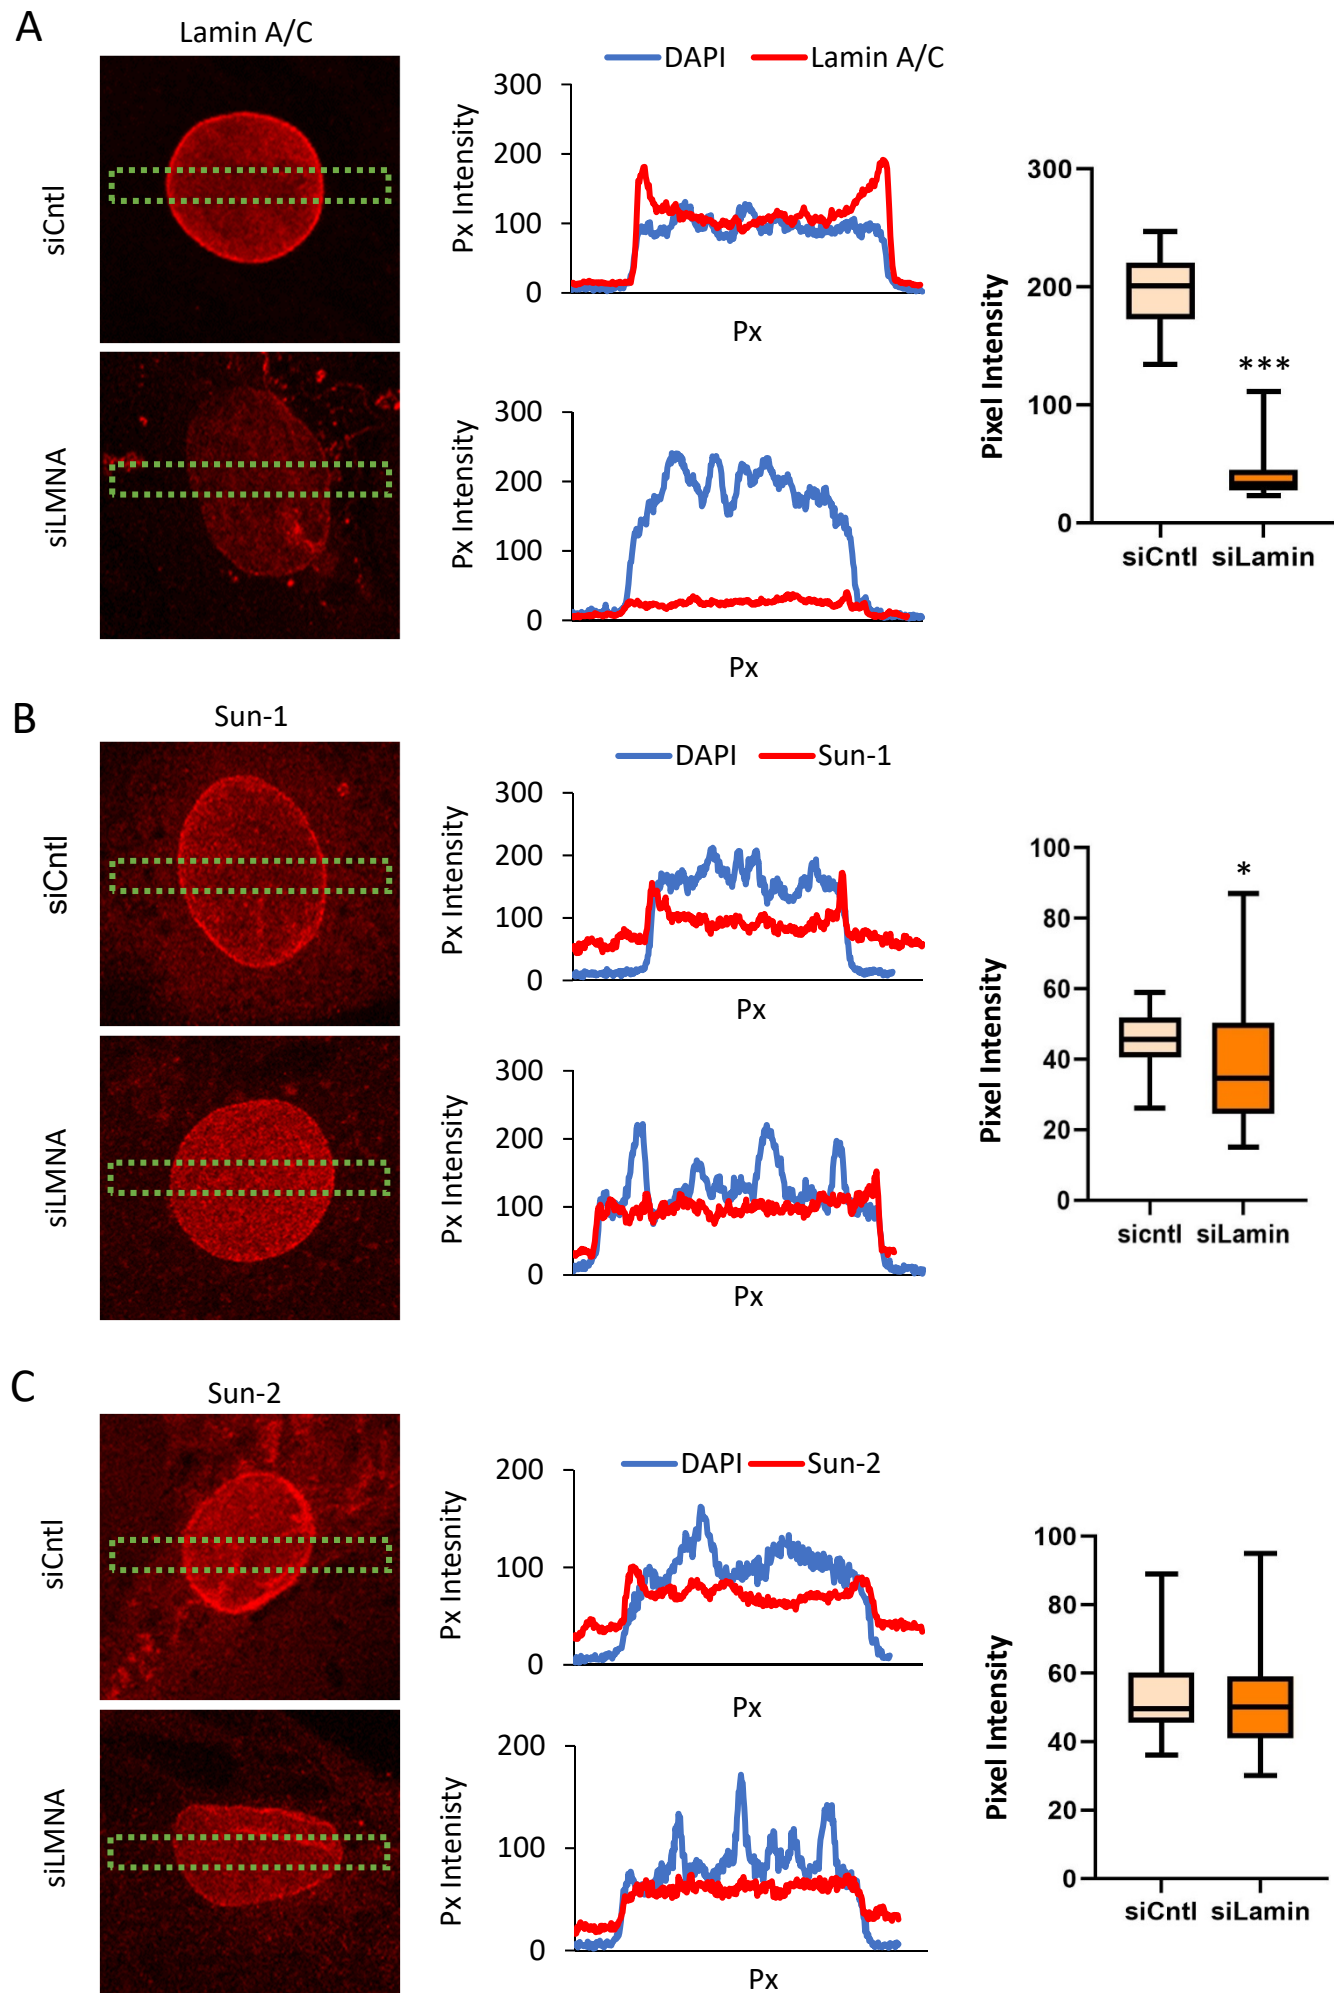 A
Lamin A/C
DAPI Lamin A/C
siCntl
Px Intensity
300
200
100
0
Px
Pixel Intensity
300
200
100
0
***
siCntl siLamin
siLMNA
Px Intensity
300
200
100
0
Px
B
Sun-1
DAPI Sun-1
siCntl
Px Intensity
300
200
100
0
Px
Pixel Intensity
100
80
60
40
20
0
*
sicntl siLamin
siLMNA
Px Intensity
300
200
100
0
Px
C
Sun-2
DAPI Sun-2
siCntl
Px Intesnity
200
100
0
Px
Pixel Intensity
100
80
60
40
20
0
siCntl siLamin
siLMNA
Px Intenisty
200
100
0
Px